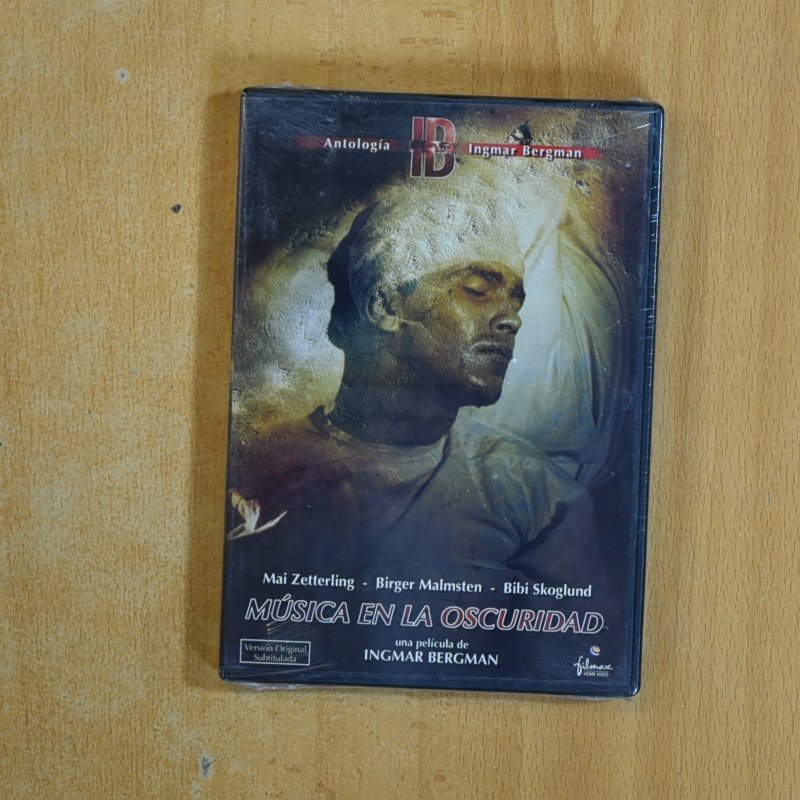 Antología IB Ingmar Bergman
Mai Zetterling - Birger Malmsten - Bibi Skoglund
MÚSICA EN LA OSCURIDAD
una película de
INGMAR BERGMAN
Versión Original
Subtitulada
filmax
HOME VIDEO